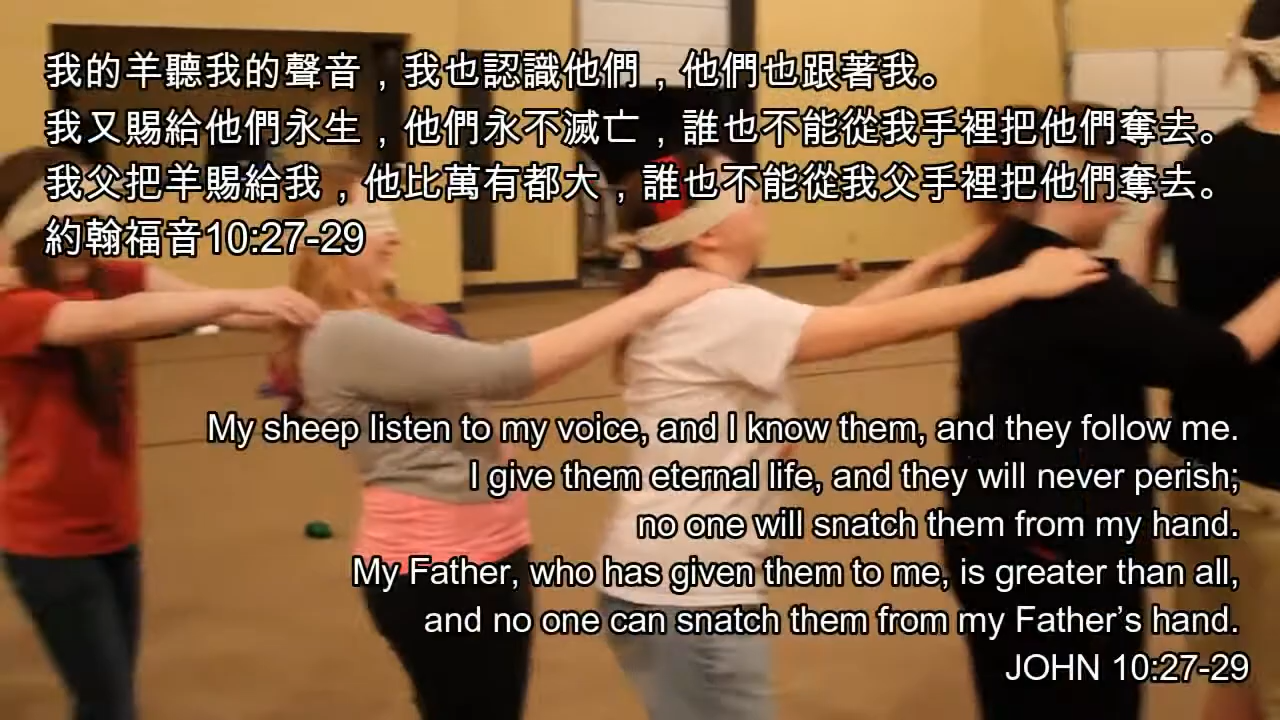 我的羊聽我的聲音，我也認識他們，他們也跟著我。
我又賜給他們永生，他們永不滅亡，誰也不能從我手裡把他們奪去。
我父把羊賜給我，他比萬有都大，誰也不能從我父手裡把他們奪去。
約翰福音10:27-29
My sheep listen to my voice, and I know them, and they follow me.
I give them eternal life, and they will never perish;
no one will snatch them from my hand.
My Father, who has given them to me, is greater than all,
and no one can snatch them from my Father’s hand.
JOHN 10:27-29